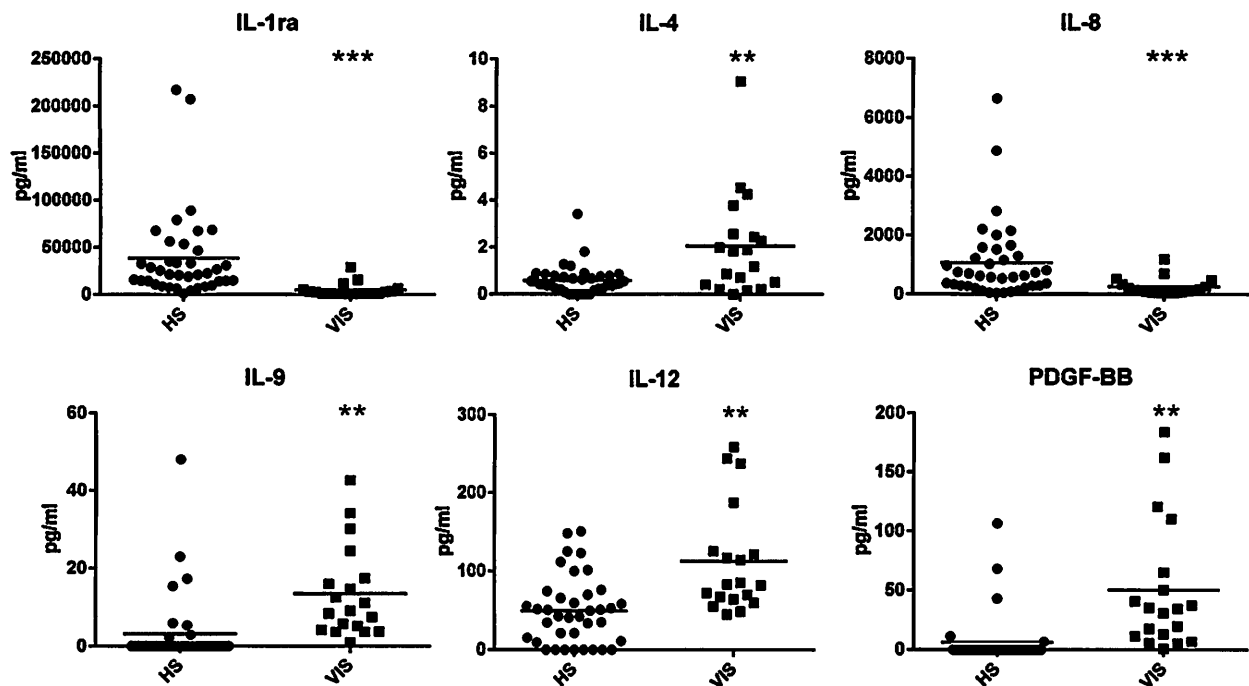 IL-1ra
***
250000
200000
150000
100000
50000
0
pg/ml
HS
VIS
IL-4
**
10
8
6
4
2
0
pg/ml
HS
VIS
IL-8
***
8000
6000
4000
2000
0
pg/ml
HS
VIS
IL-9
**
60
40
20
0
pg/ml
HS
VIS
IL-12
**
300
200
100
0
pg/ml
HS
VIS
PDGF-BB
**
200
150
100
50
0
pg/ml
HS
VIS